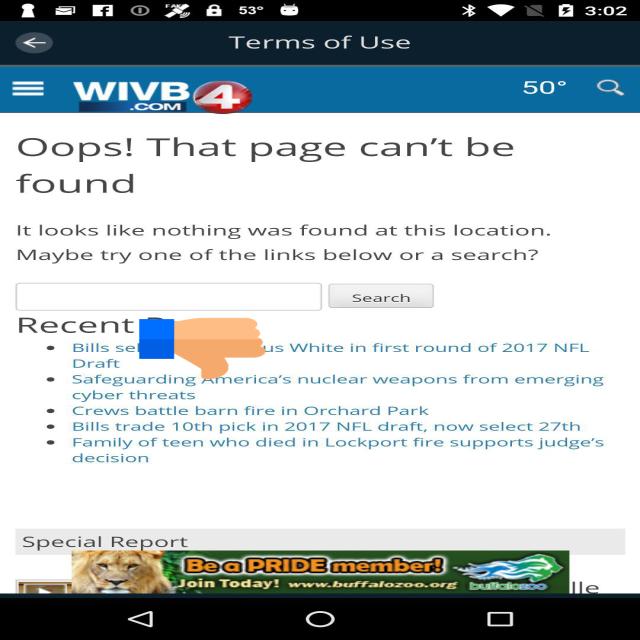 53° 3:02
Terms of Use
WIVB 4 50°
.COM
Oops! That page can't be
found
It looks like nothing was found at this location.
Maybe try one of the links below or a search?
Search
Recent
Bills us White in first round of 2017 NFL
Draft
Safeguarding America's nuclear weapons from emerging
cyber threats
Crews battle barn fire in Orchard Park
Bills trade 10th pick in 2017 NFL draft, now select 27th
Family of teen who died in Lockport fire supports judge's
decision
Special Report
Be a PRIDE member!
Join Today! www.buffalozoo.org buffalozoo
lle